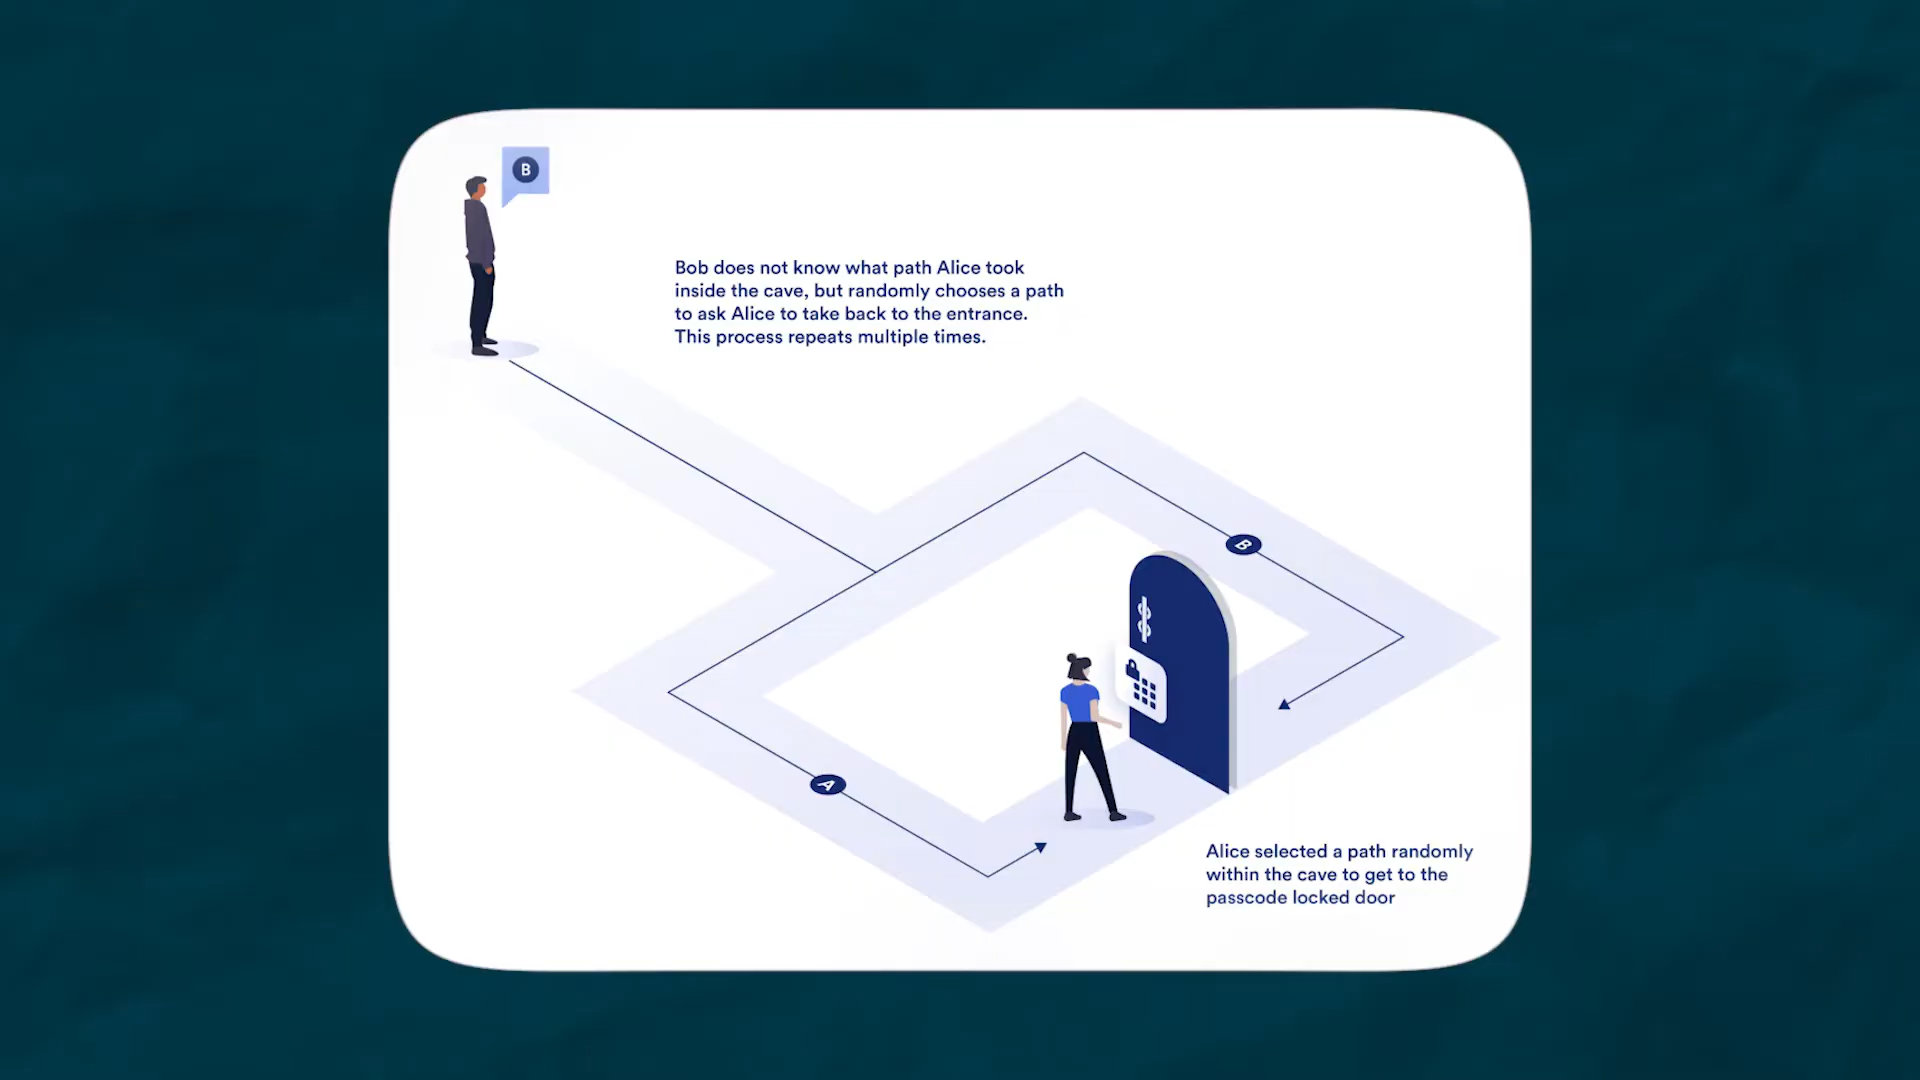 B
Bob does not know what path Alice took
inside the cave, but randomly chooses a path
to ask Alice to take back to the entrance.
This process repeats multiple times.
B
A
Alice selected a path randomly
within the cave to get to the
passcode locked door